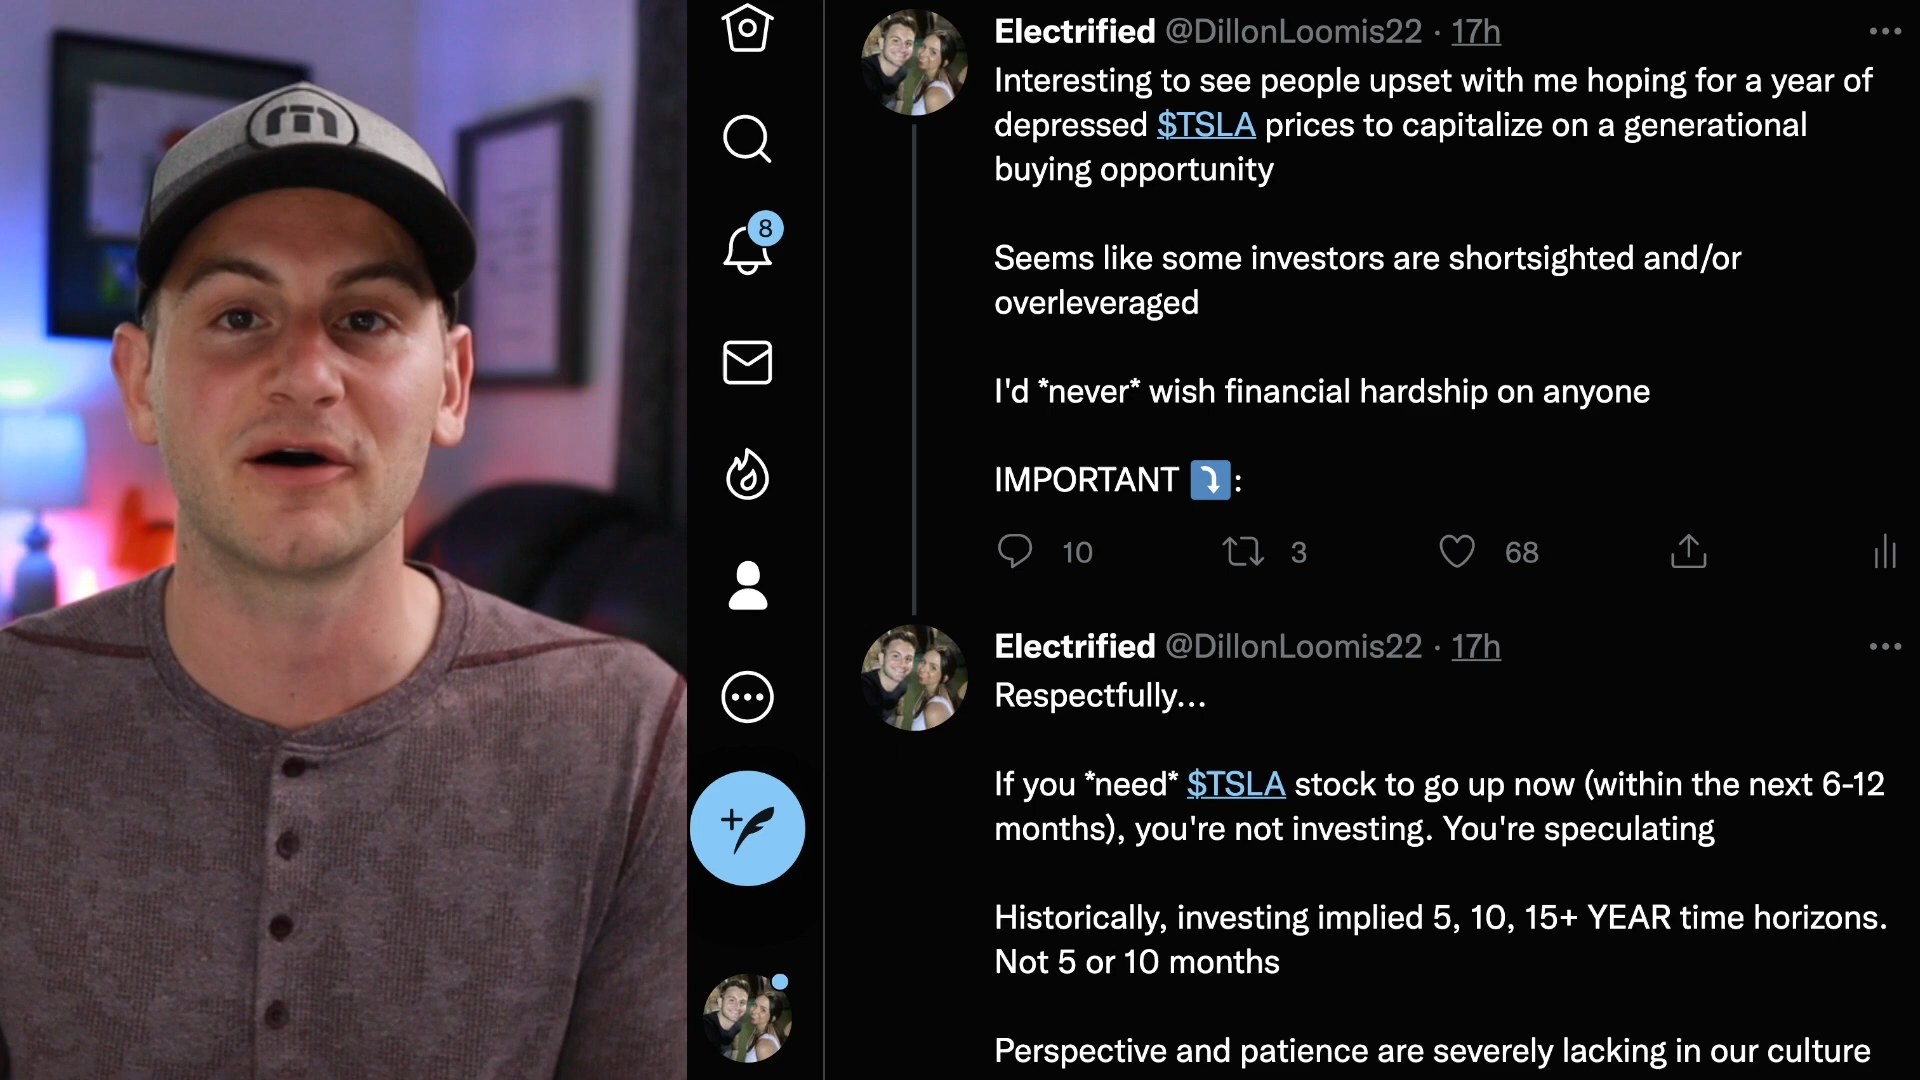 Electrified @DillonLoomis22 · 17h
Interesting to see people upset with me hoping for a year of
depressed $TSLA prices to capitalize on a generational
buying opportunity
Seems like some investors are shortsighted and/or
overleveraged
I'd *never* wish financial hardship on anyone
IMPORTANT ⤵️:
10 3 68
8
Electrified @DillonLoomis22 · 17h
Respectfully...
If you *need* $TSLA stock to go up now (within the next 6-12
months), you're not investing. You're speculating
Historically, investing implied 5, 10, 15+ YEAR time horizons.
Not 5 or 10 months
Perspective and patience are severely lacking in our culture